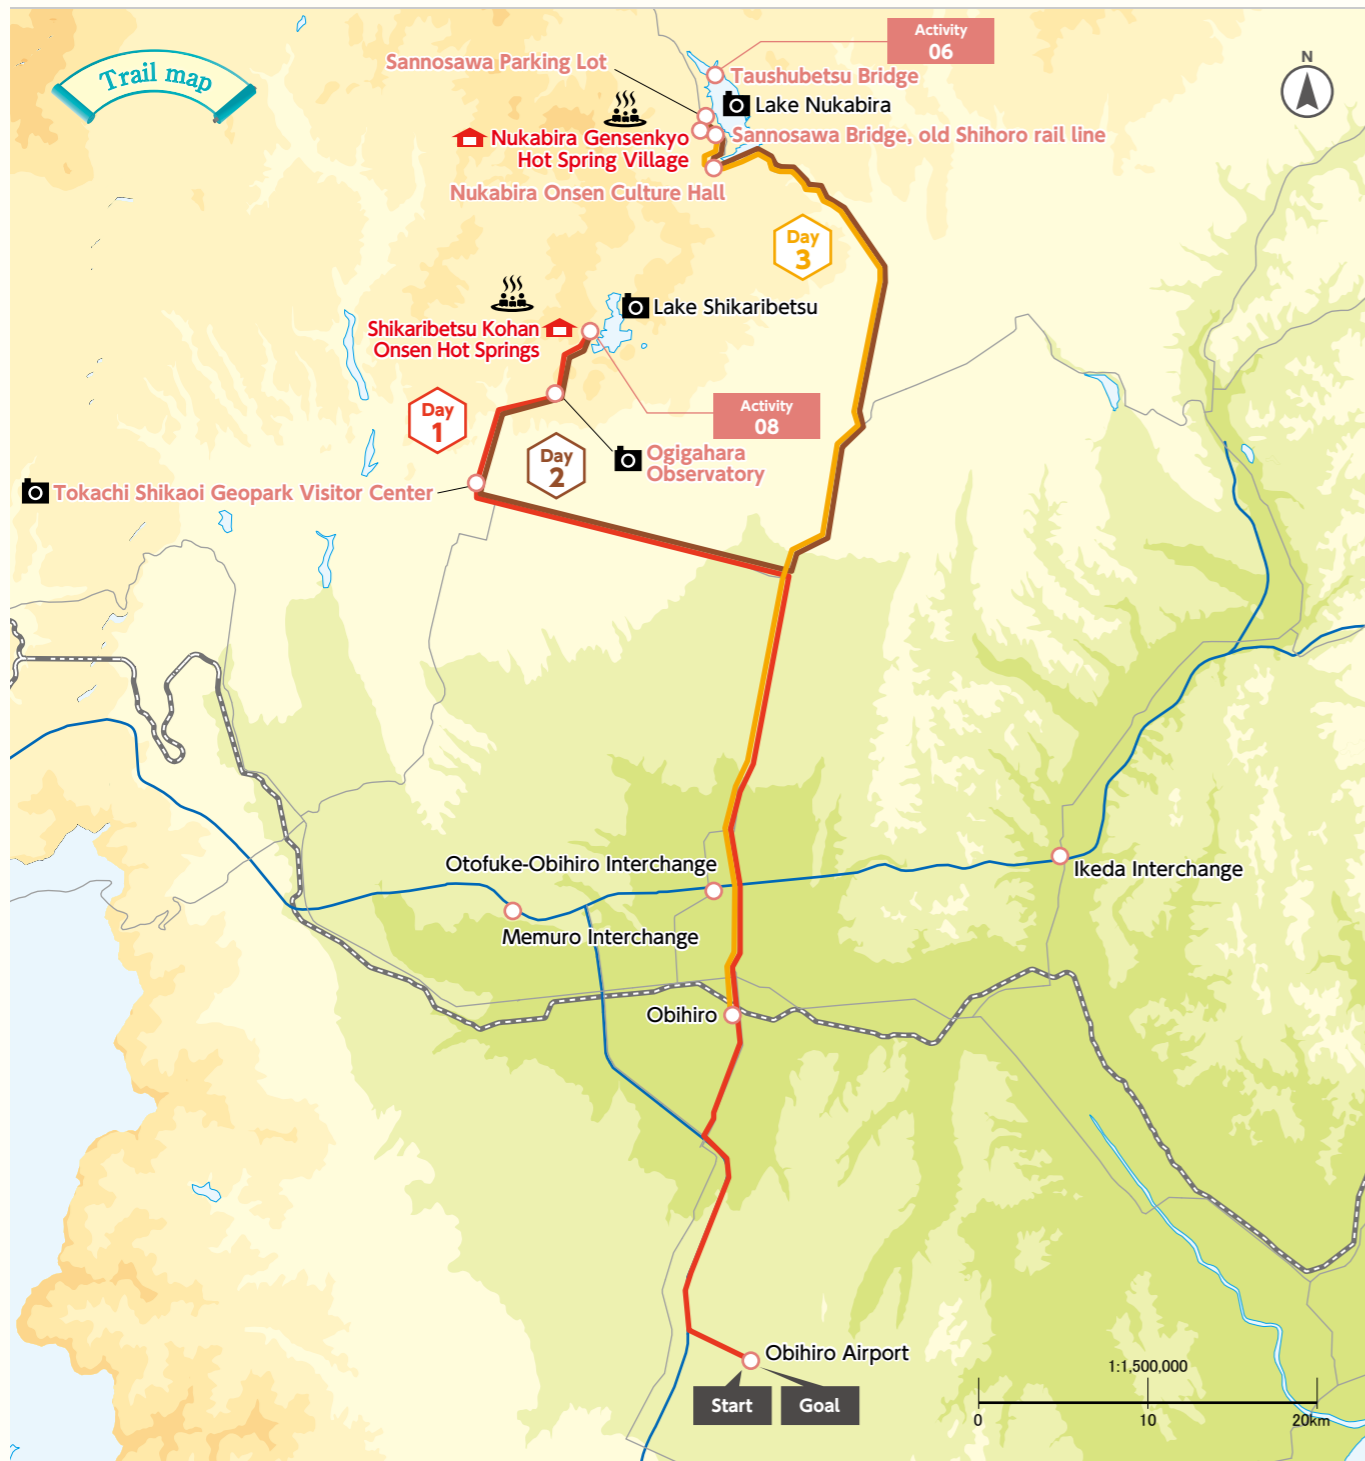 Trail map
Activity
06
N
Sannosawa Parking Lot
Taushubetsu Bridge
Lake Nukabira
Nukabira Gensenkyo
Hot Spring Village
Sannosawa Bridge, old Shihoro rail line
Nukabira Onsen Culture Hall
Day
3
Lake Shikaribetsu
Shikaribetsu Kohan
Onsen Hot Springs
Day
1
Activity
08
Day
2
Ogigahara
Observatory
Tokachi Shikaoi Geopark Visitor Center
Otofuke-Obihiro Interchange
Ikeda Interchange
Memuro Interchange
Obihiro
Obihiro Airport
Start
Goal
1:1,500,000
0 10 20km